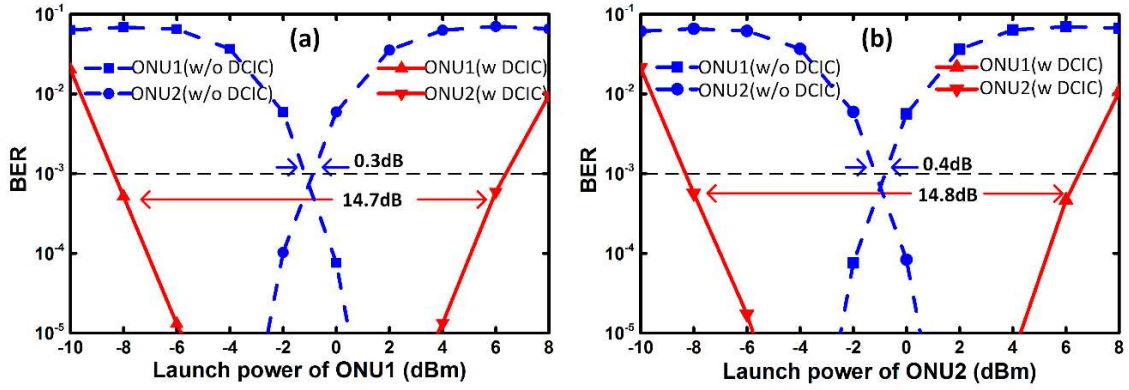 (a)
ONU1(w/o DCIC)
ONU2(w/o DCIC)
ONU1(w DCIC)
ONU2(w DCIC)
BER
10⁻¹
10⁻²
10⁻³
10⁻⁴
10⁻⁵
0.3dB
14.7dB
-10 -8 -6 -4 -2 0 2 4 6 8
Launch power of ONU1 (dBm)
(b)
ONU1(w/o DCIC)
ONU2(w/o DCIC)
ONU1(w DCIC)
ONU2(w DCIC)
BER
10⁻¹
10⁻²
10⁻³
10⁻⁴
10⁻⁵
0.4dB
14.8dB
-10 -8 -6 -4 -2 0 2 4 6 8
Launch power of ONU2 (dBm)